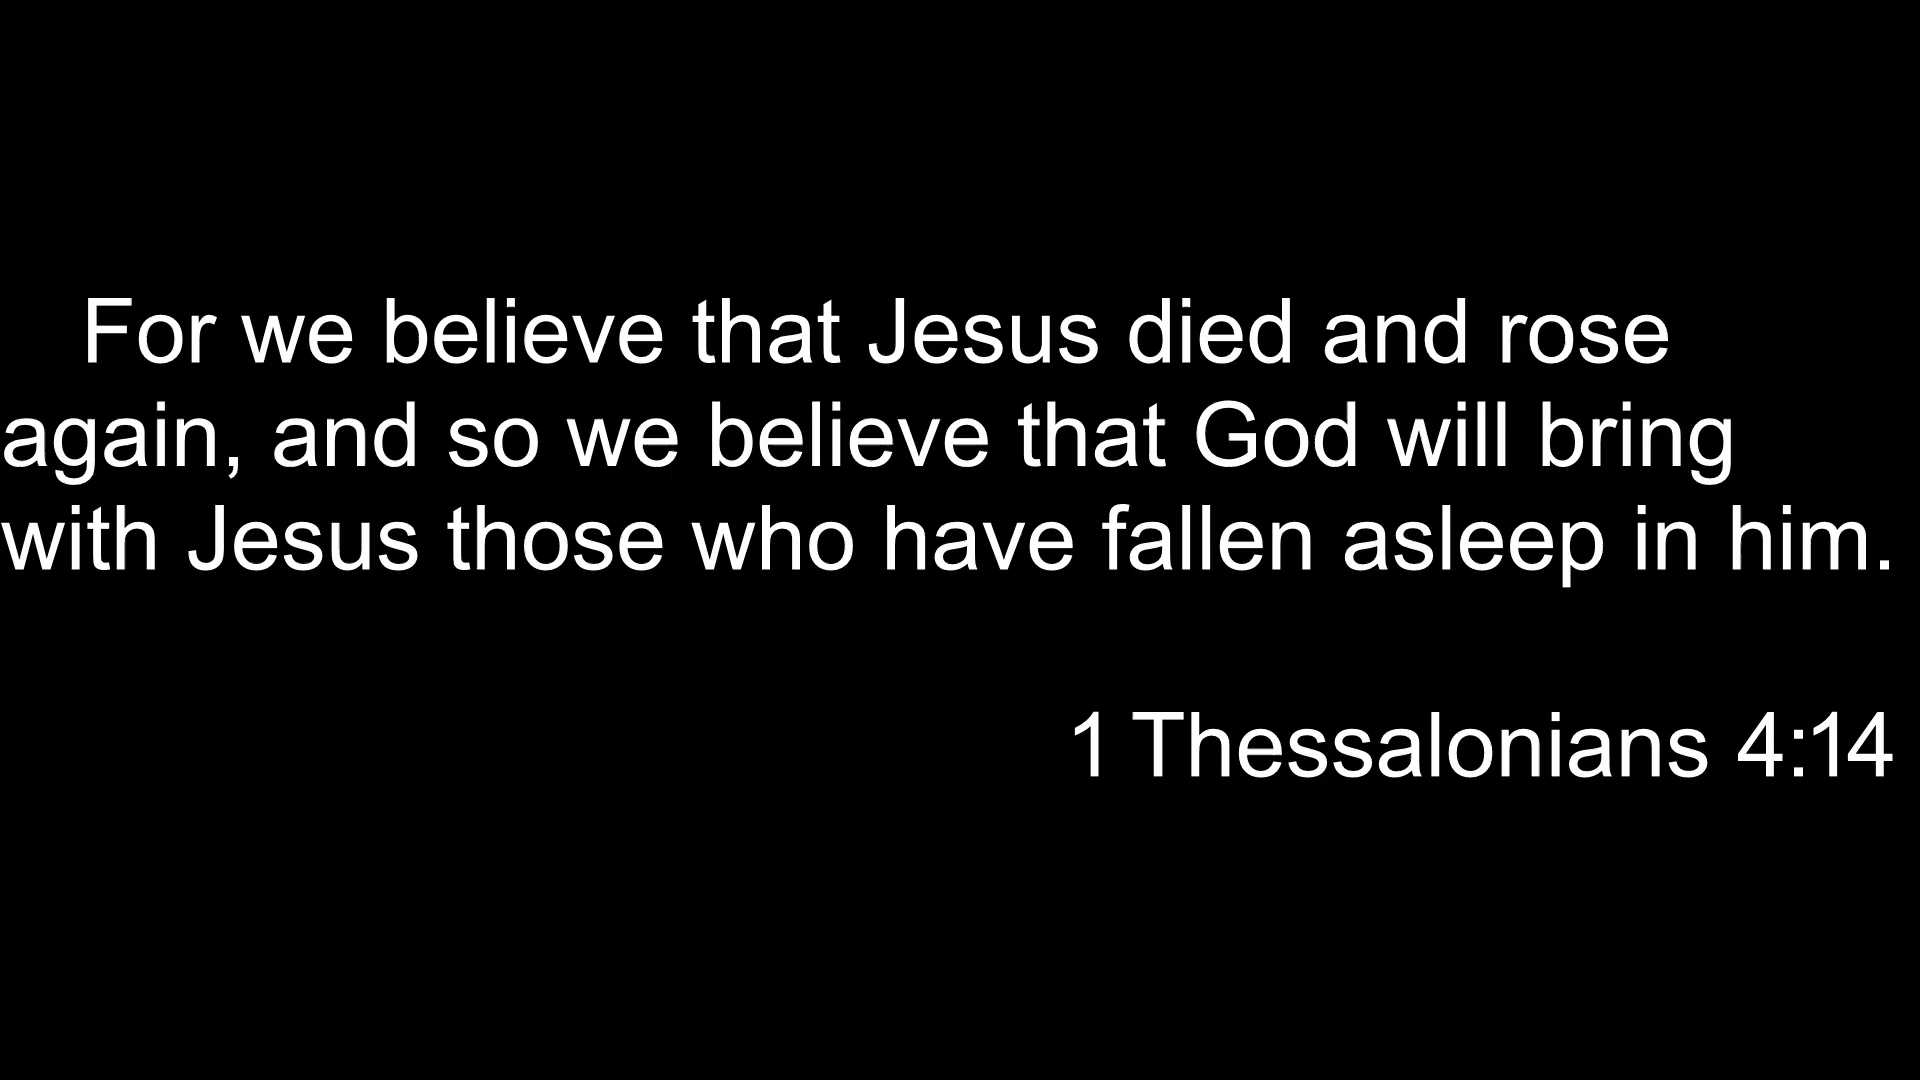 For we believe that Jesus died and rose
again, and so we believe that God will bring
with Jesus those who have fallen asleep in him.
1 Thessalonians 4:14